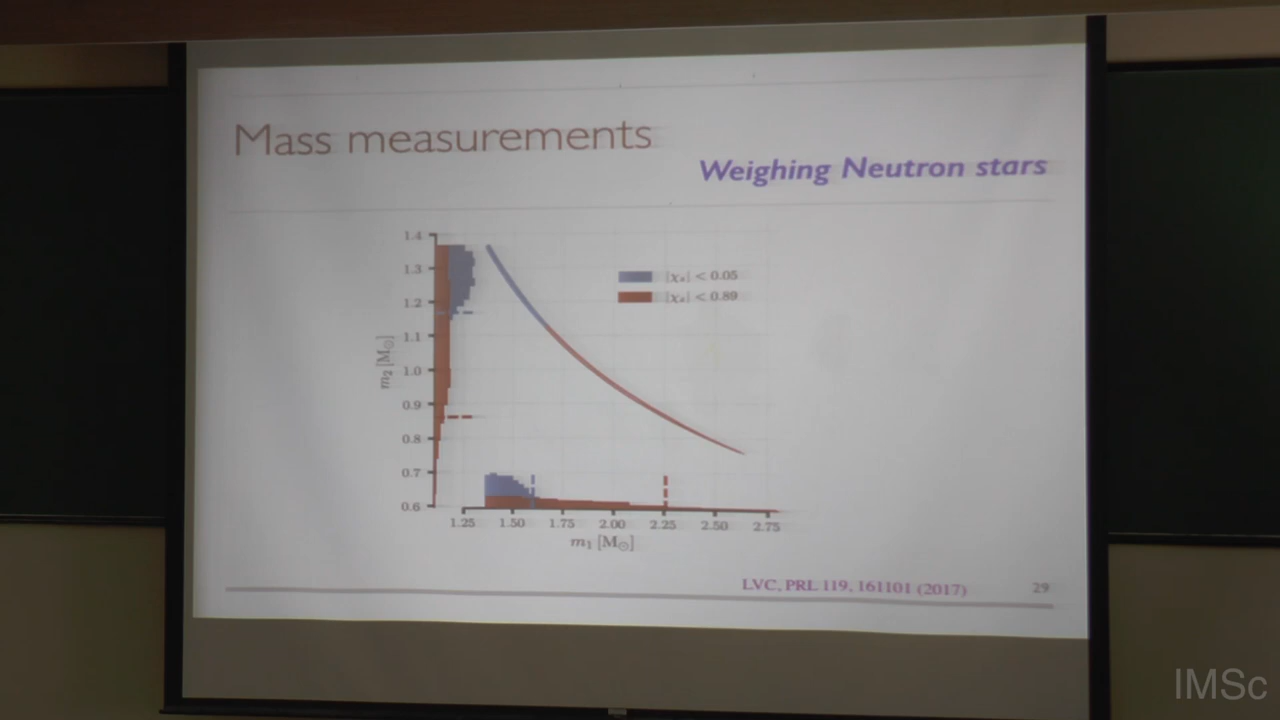 Mass measurements
Weighing Neutron stars
1.4
1.3
1.2
1.1
1.0
0.9
0.8
0.7
0.6
m₂ [M☉]
|χ_z| < 0.05
|χ_z| < 0.89
1.25 1.50 1.75 2.00 2.25 2.50 2.75
m₁ [M☉]
LVC, PRL 119, 161101 (2017)
29
IMSc